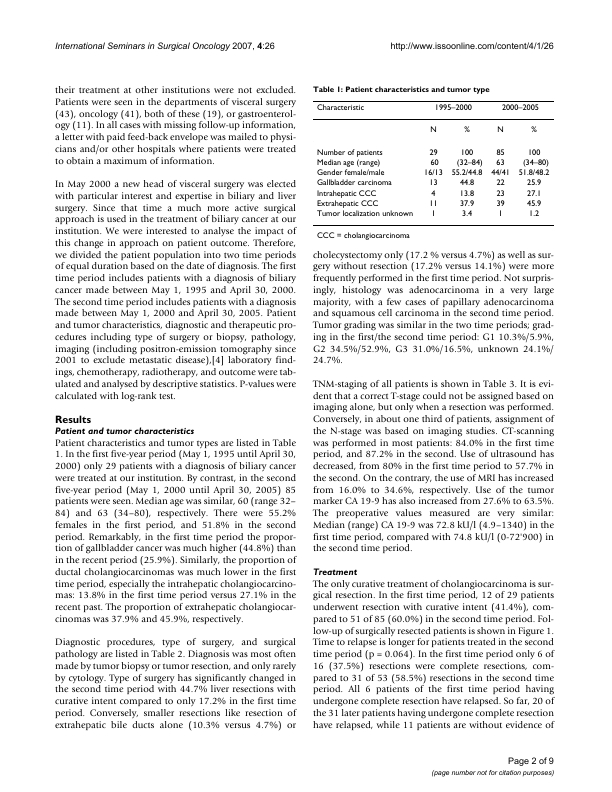 International Seminars in Surgical Oncology 2007, 4:26
http://www.issoonline.com/content/4/1/26
their treatment at other institutions were not excluded.
Patients were seen in the departments of visceral surgery
(43), oncology (41), both of these (19), or gastroenterol-
ogy (11). In all cases with missing follow-up information,
a letter with paid feed-back envelope was mailed to physi-
cians and/or other hospitals where patients were treated
to obtain a maximum of information.
In May 2000 a new head of visceral surgery was elected
with particular interest and expertise in biliary and liver
surgery. Since that time a much more active surgical
approach is used in the treatment of biliary cancer at our
institution. We were interested to analyse the impact of
this change in approach on patient outcome. Therefore,
we divided the patient population into two time periods
of equal duration based on the date of diagnosis. The first
time period includes patients with a diagnosis of biliary
cancer made between May 1, 1995 and April 30, 2000.
The second time period includes patients with a diagnosis
made between May 1, 2000 and April 30, 2005. Patient
and tumor characteristics, diagnostic and therapeutic pro-
cedures including type of surgery or biopsy, pathology,
imaging (including positron-emission tomography since
2001 to exclude metastatic disease),[4] laboratory find-
ings, chemotherapy, radiotherapy, and outcome were tab-
ulated and analysed by descriptive statistics. P-values were
calculated with log-rank test.
Results
Patient and tumor characteristics
Patient characteristics and tumor types are listed in Table
1. In the first five-year period (May 1, 1995 until April 30,
2000) only 29 patients with a diagnosis of biliary cancer
were treated at our institution. By contrast, in the second
five-year period (May 1, 2000 until April 30, 2005) 85
patients were seen. Median age was similar, 60 (range 32–
84) and 63 (34–80), respectively. There were 55.2%
females in the first period, and 51.8% in the second
period. Remarkably, in the first time period the propor-
tion of gallbladder cancer was much higher (44.8%) than
in the recent period (25.9%). Similarly, the proportion of
ductal cholangiocarcinomas was much lower in the first
time period, especially the intrahepatic cholangiocarcino-
mas: 13.8% in the first time period versus 27.1% in the
recent past. The proportion of extrahepatic cholangiocar-
cinomas was 37.9% and 45.9%, respectively.
Diagnostic procedures, type of surgery, and surgical
pathology are listed in Table 2. Diagnosis was most often
made by tumor biopsy or tumor resection, and only rarely
by cytology. Type of surgery has significantly changed in
the second time period with 44.7% liver resections with
curative intent compared to only 17.2% in the first time
period. Conversely, smaller resections like resection of
extrahepatic bile ducts alone (10.3% versus 4.7%) or
Table 1: Patient characteristics and tumor type
Characteristic 1995–2000 2000–2005
N % N %
Number of patients 29 100 85 100
Median age (range) 60 (32–84) 63 (34–80)
Gender female/male 16/13 55.2/44.8 44/41 51.8/48.2
Gallbladder carcinoma 13 44.8 22 25.9
Intrahepatic CCC 4 13.8 23 27.1
Extrahepatic CCC 11 37.9 39 45.9
Tumor localization unknown 1 3.4 1 1.2
CCC = cholangiocarcinoma
cholecystectomy only (17.2 % versus 4.7%) as well as sur-
gery without resection (17.2% versus 14.1%) were more
frequently performed in the first time period. Not surpris-
ingly, histology was adenocarcinoma in a very large
majority, with a few cases of papillary adenocarcinoma
and squamous cell carcinoma in the second time period.
Tumor grading was similar in the two time periods; grad-
ing in the first/the second time period: G1 10.3%/5.9%,
G2 34.5%/52.9%, G3 31.0%/16.5%, unknown 24.1%/
24.7%.
TNM-staging of all patients is shown in Table 3. It is evi-
dent that a correct T-stage could not be assigned based on
imaging alone, but only when a resection was performed.
Conversely, in about one third of patients, assignment of
the N-stage was based on imaging studies. CT-scanning
was performed in most patients: 84.0% in the first time
period, and 87.2% in the second. Use of ultrasound has
decreased, from 80% in the first time period to 57.7% in
the second. On the contrary, the use of MRI has increased
from 16.0% to 34.6%, respectively. Use of the tumor
marker CA 19-9 has also increased from 27.6% to 63.5%.
The preoperative values measured are very similar:
Median (range) CA 19-9 was 72.8 kU/l (4.9–1340) in the
first time period, compared with 74.8 kU/l (0-72'900) in
the second time period.
Treatment
The only curative treatment of cholangiocarcinoma is sur-
gical resection. In the first time period, 12 of 29 patients
underwent resection with curative intent (41.4%), com-
pared to 51 of 85 (60.0%) in the second time period. Fol-
low-up of surgically resected patients is shown in Figure 1.
Time to relapse is longer for patients treated in the second
time period (p = 0.064). In the first time period only 6 of
16 (37.5%) resections were complete resections, com-
pared to 31 of 53 (58.5%) resections in the second time
period. All 6 patients of the first time period having
undergone complete resection have relapsed. So far, 20 of
the 31 later patients having undergone complete resection
have relapsed, while 11 patients are without evidence of
Page 2 of 9
(page number not for citation purposes)